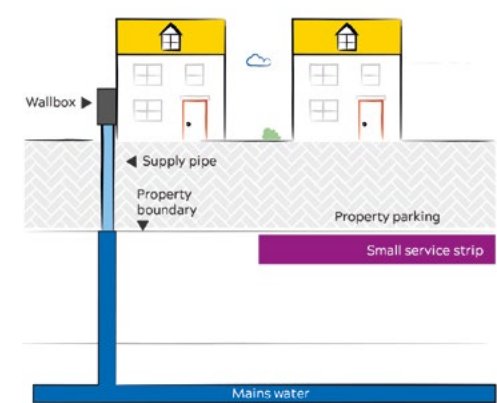 Wallbox
Supply pipe
Property
boundary
Property parking
Small service strip
Mains water